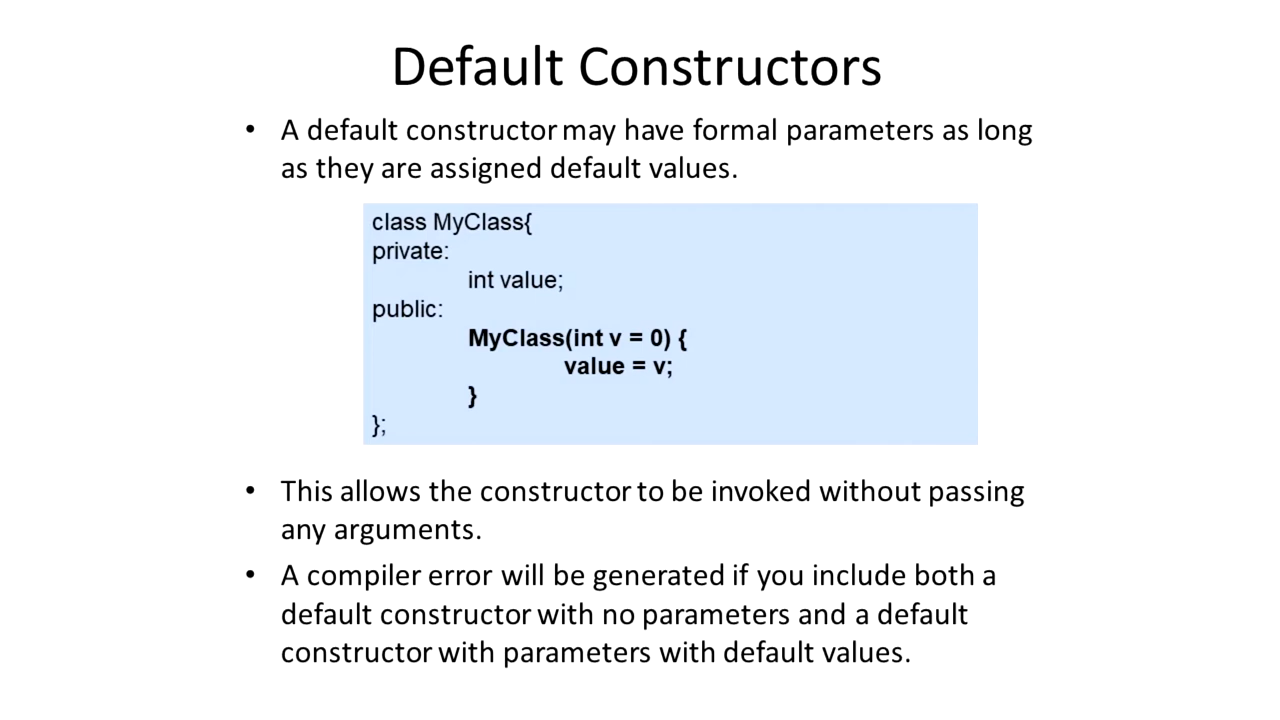 Default Constructors
• A default constructor may have formal parameters as long
as they are assigned default values.
class MyClass{
private:
int value;
public:
MyClass(int v = 0) {
value = v;
}
};
• This allows the constructor to be invoked without passing
any arguments.
• A compiler error will be generated if you include both a
default constructor with no parameters and a default
constructor with parameters with default values.